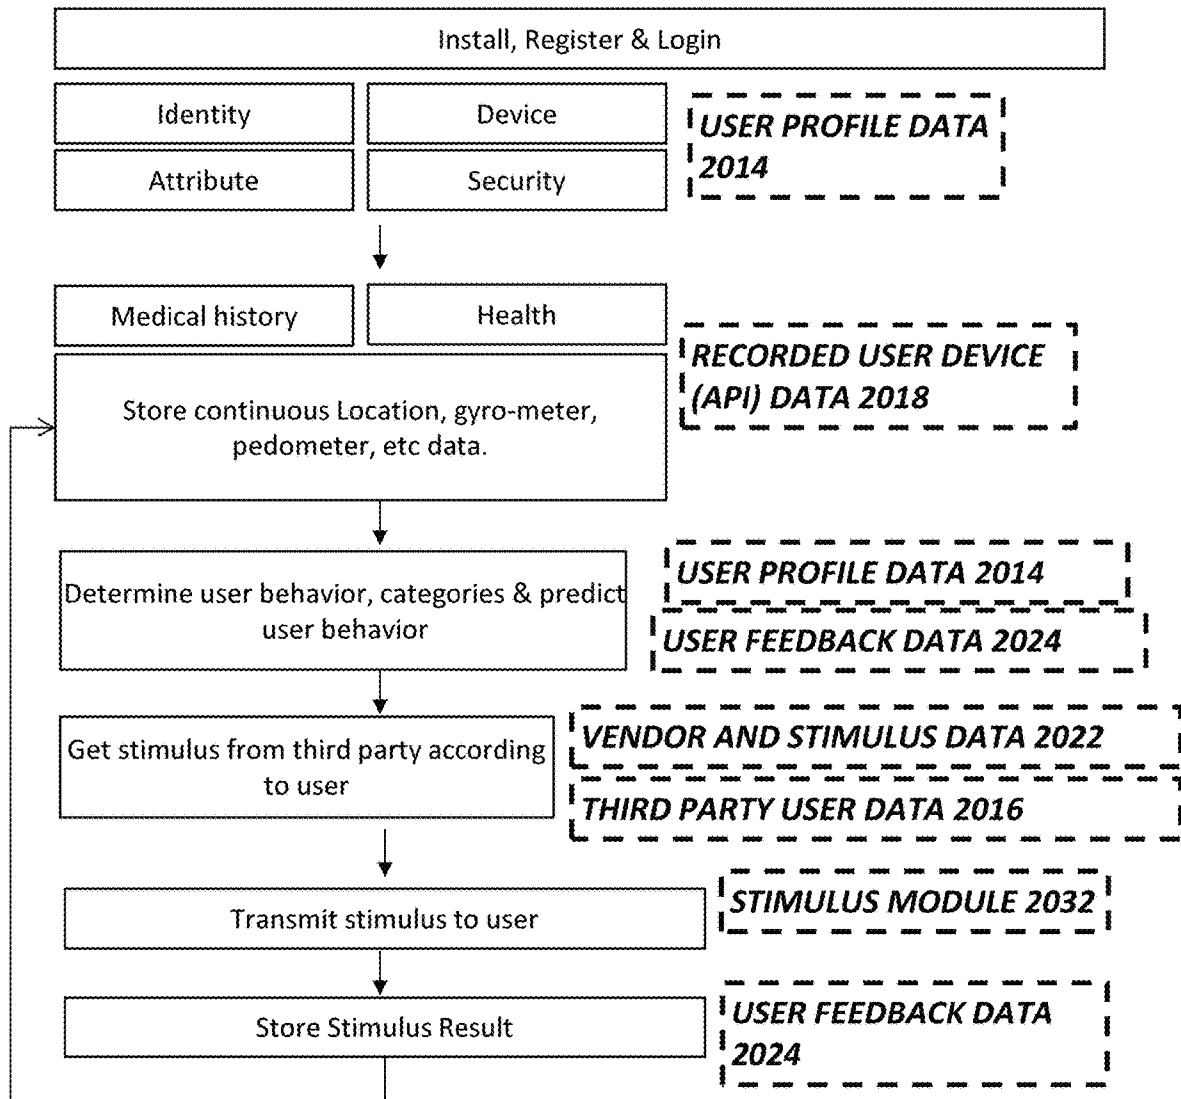 Install, Register & Login
Identity
Device
USER PROFILE DATA
2014
Attribute
Security
Medical history
Health
RECORDED USER DEVICE
(API) DATA 2018
Store continuous Location, gyro-meter,
pedometer, etc data.
Determine user behavior, categories & predict
user behavior
USER PROFILE DATA 2014
USER FEEDBACK DATA 2024
Get stimulus from third party according
to user
VENDOR AND STIMULUS DATA 2022
THIRD PARTY USER DATA 2016
Transmit stimulus to user
STIMULUS MODULE 2032
Store Stimulus Result
USER FEEDBACK DATA
2024